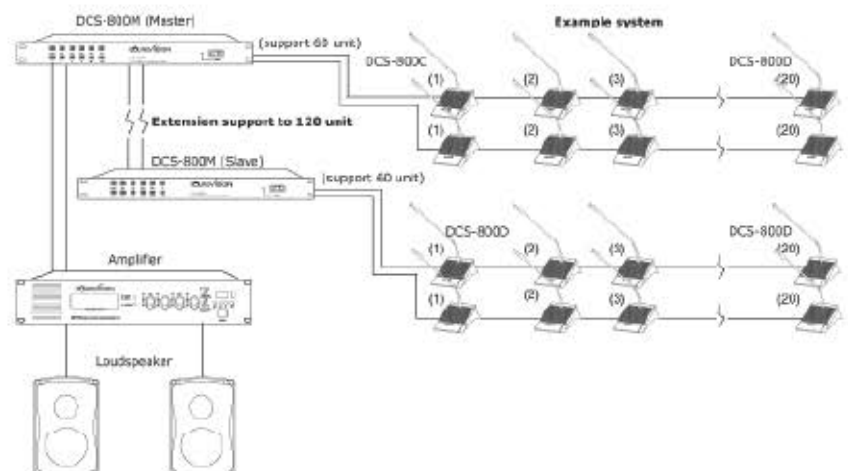 DCS-800M (Master)
Example system
(support 60 unit)
DCS-800C
DCS-800D
(1)
(2)
(3)
(20)
(1)
(2)
(3)
(20)
Extension support to 120 unit
DCS-800M (Slave)
(support 60 unit)
DCS-800D
DCS-800D
(1)
(2)
(3)
(20)
(1)
(2)
(3)
(20)
Amplifier
Loudspeaker